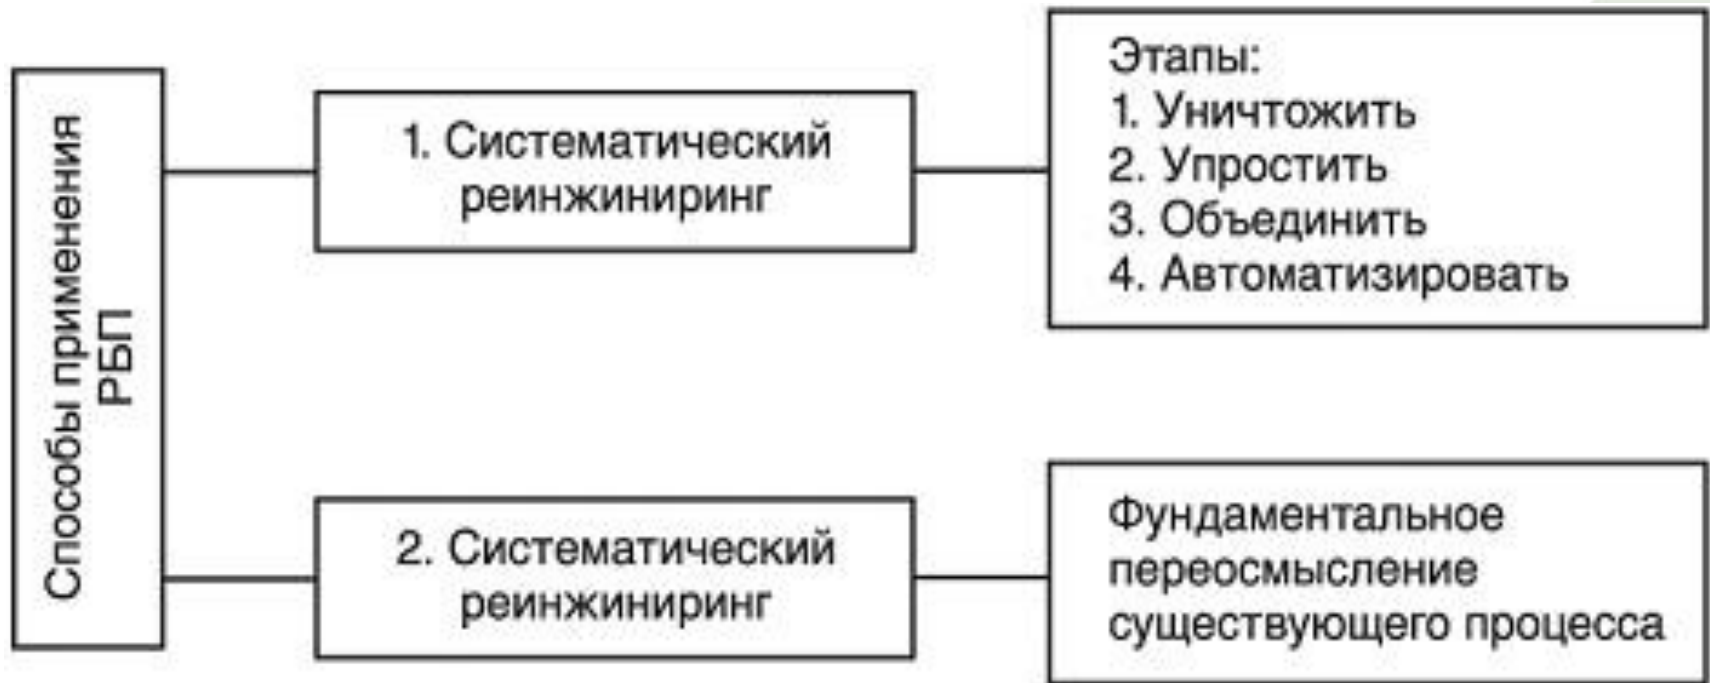 Способы применения
РБП
1. Систематический
реинжиниринг
Этапы:
1. Уничтожить
2. Упростить
3. Объединить
4. Автоматизировать
2. Систематический
реинжиниринг
Фундаментальное
переосмысление
существующего процесса